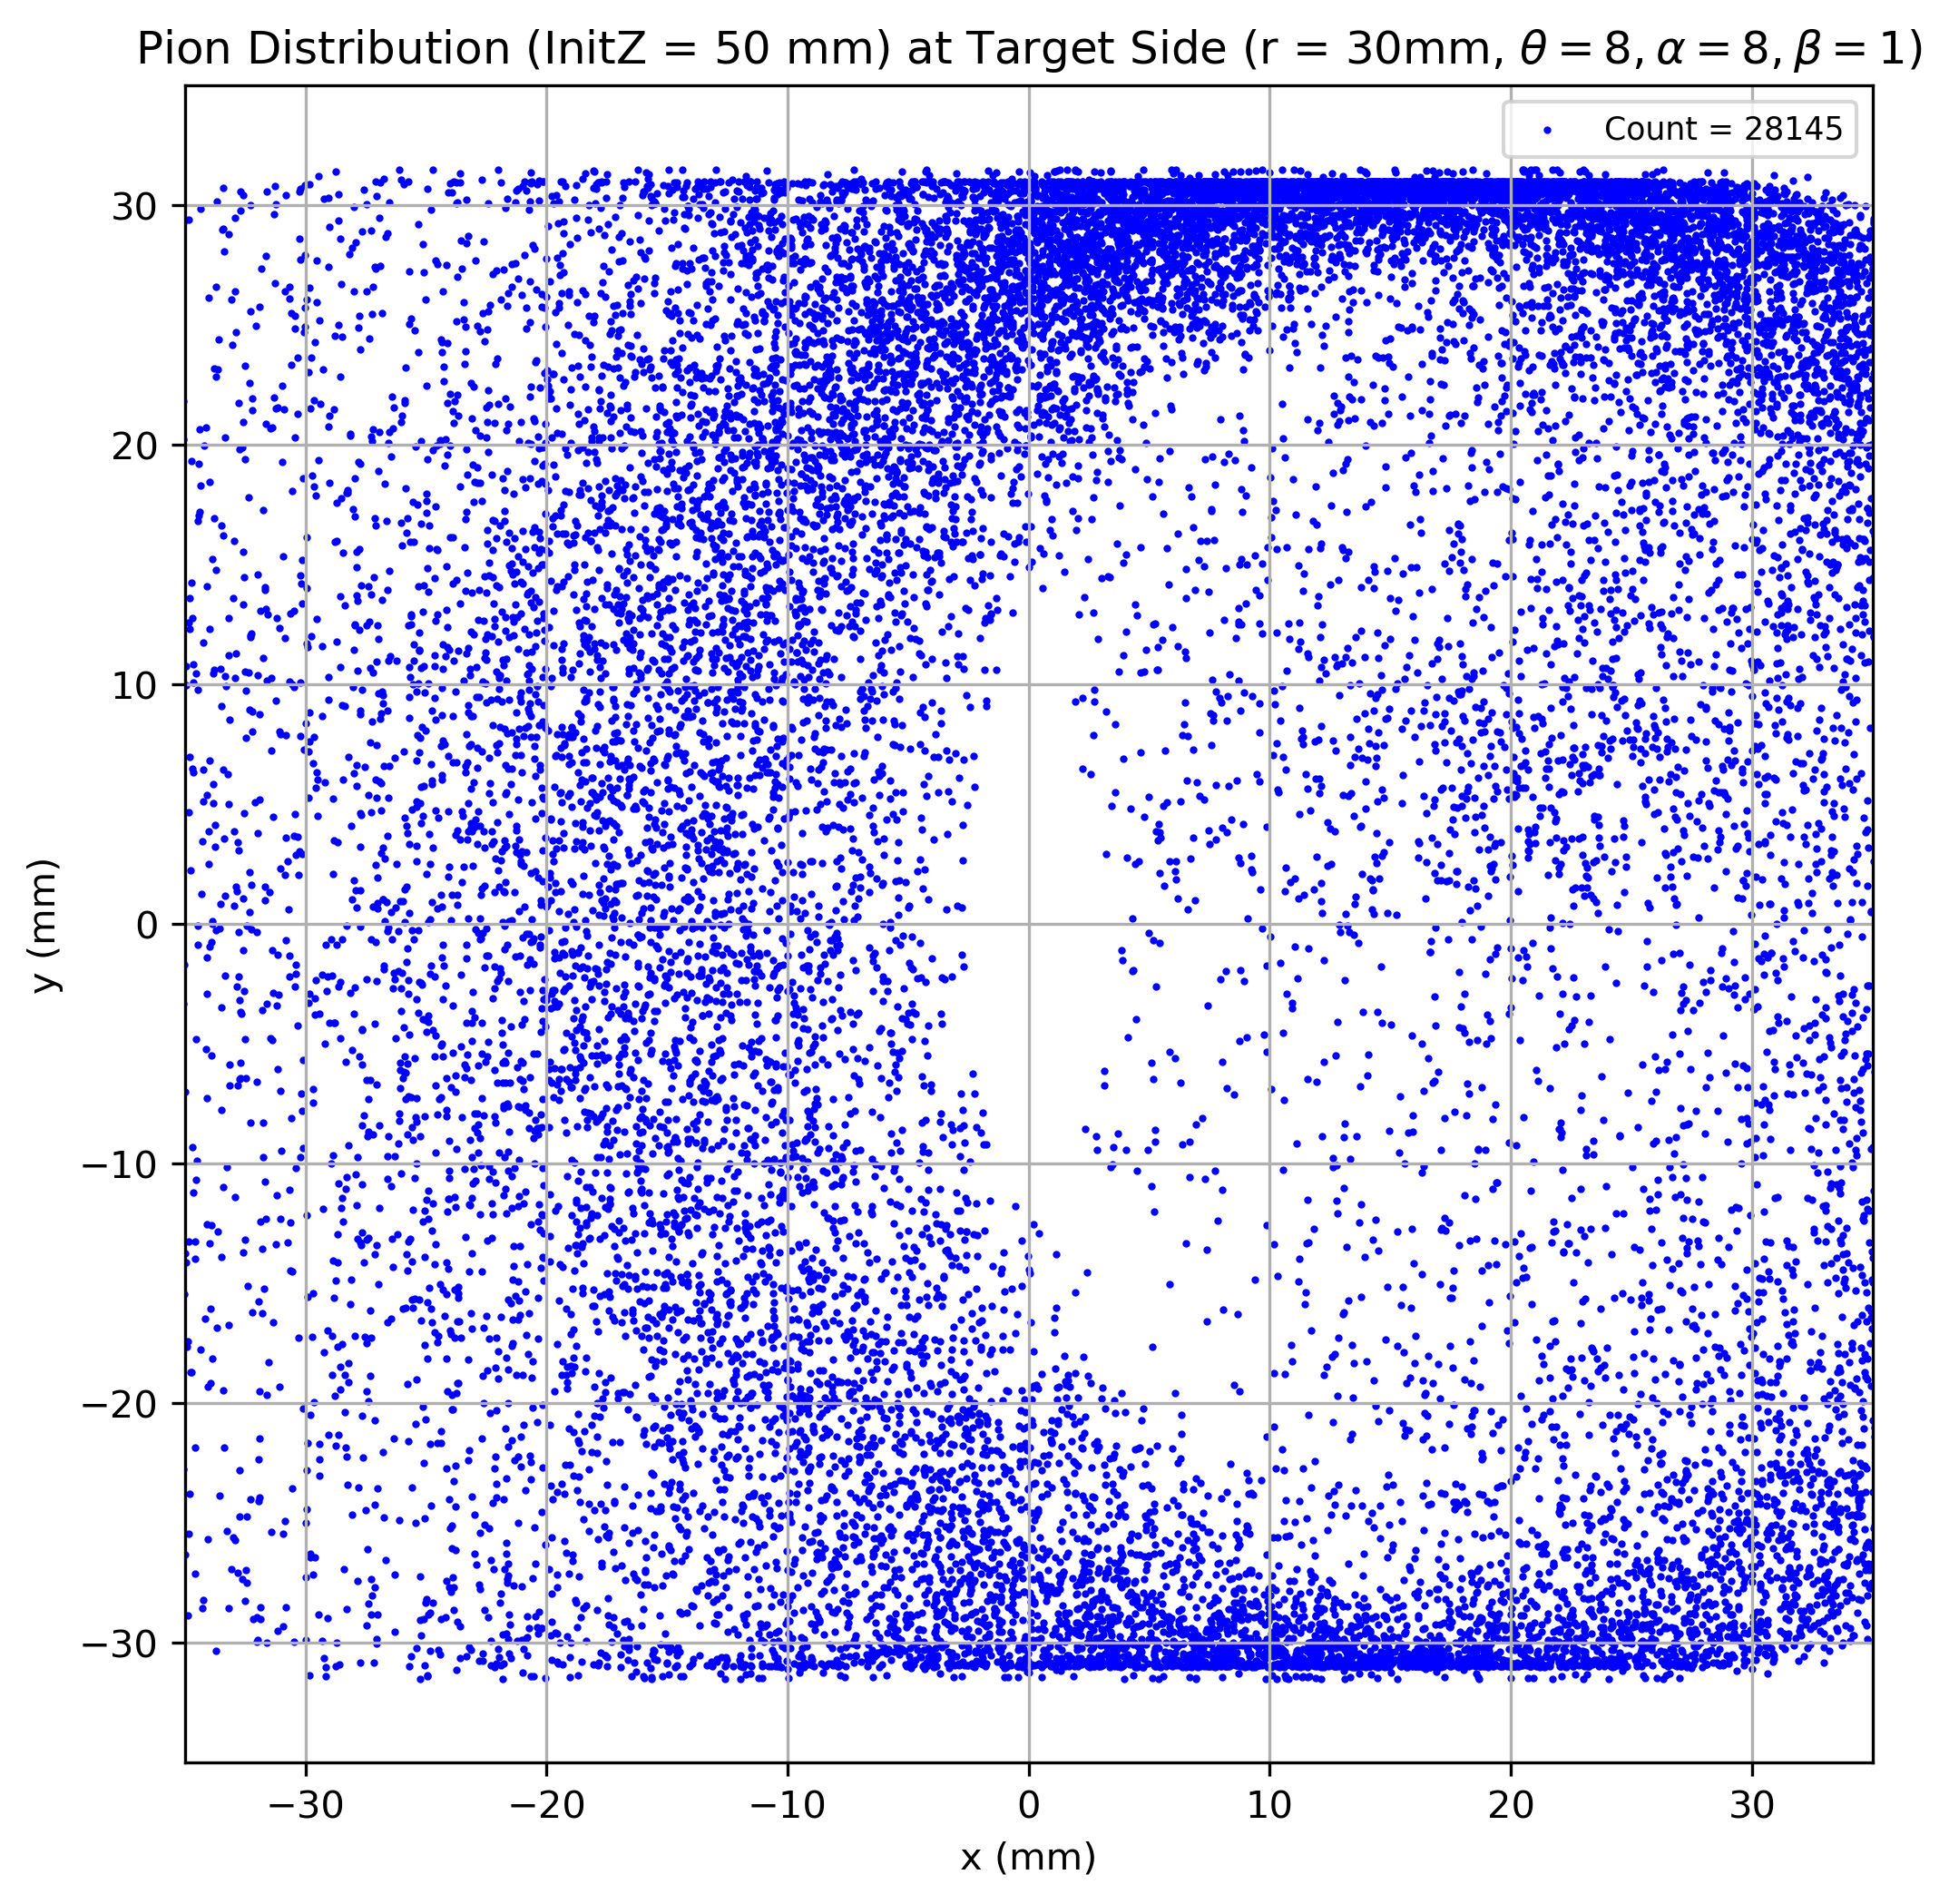 Pion Distribution (InitZ = 50 mm) at Target Side (r = 30mm, θ = 8, α = 8, β = 1)
Count = 28145
30
20
10
0
−10
−20
−30
y (mm)
−30 −20 −10 0 10 20 30
x (mm)